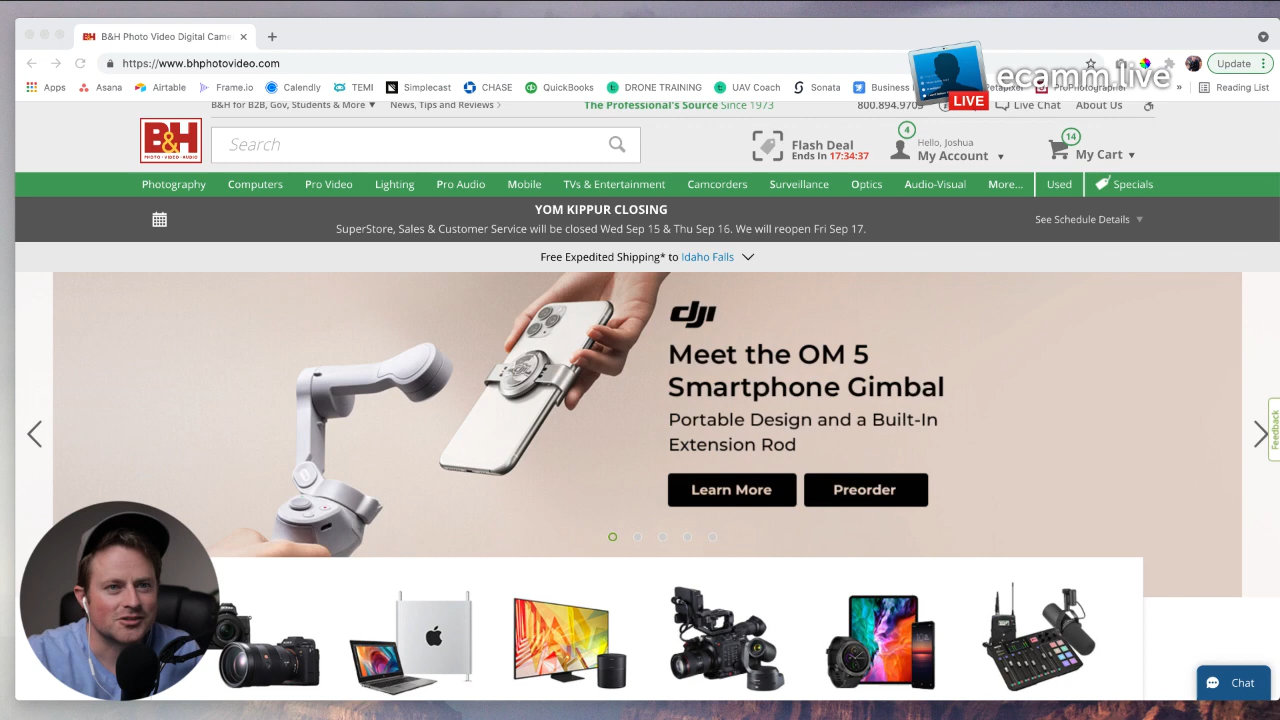 B&H Photo Video Digital Came
https://www.bhphotovideo.com
Update
ecamm.live
LIVE
Apps
Asana
Airtable
Frame.io
Calendly
TEMI
Simplecast
CHASE
QuickBooks
DRONE TRAINING
UAV Coach
Sonata
Business
Reading List
B&H for B2B, Gov, Students & More
News, Tips and Reviews
The Professional's Source Since 1973
Live Chat
About Us
B&H
PHOTO · VIDEO · AUDIO
Search
Flash Deal
Ends In 17:34:37
4
Hello, Joshua
My Account
14
My Cart
Photography
Computers
Pro Video
Lighting
Pro Audio
Mobile
TVs & Entertainment
Camcorders
Surveillance
Optics
Audio-Visual
More...
Used
Specials
YOM KIPPUR CLOSING
SuperStore, Sales & Customer Service will be closed Wed Sep 15 & Thu Sep 16. We will reopen Fri Sep 17.
See Schedule Details
Free Expedited Shipping* to Idaho Falls
dji
Meet the OM 5
Smartphone Gimbal
Portable Design and a Built-In
Extension Rod
Learn More
Preorder
Feedback
Chat